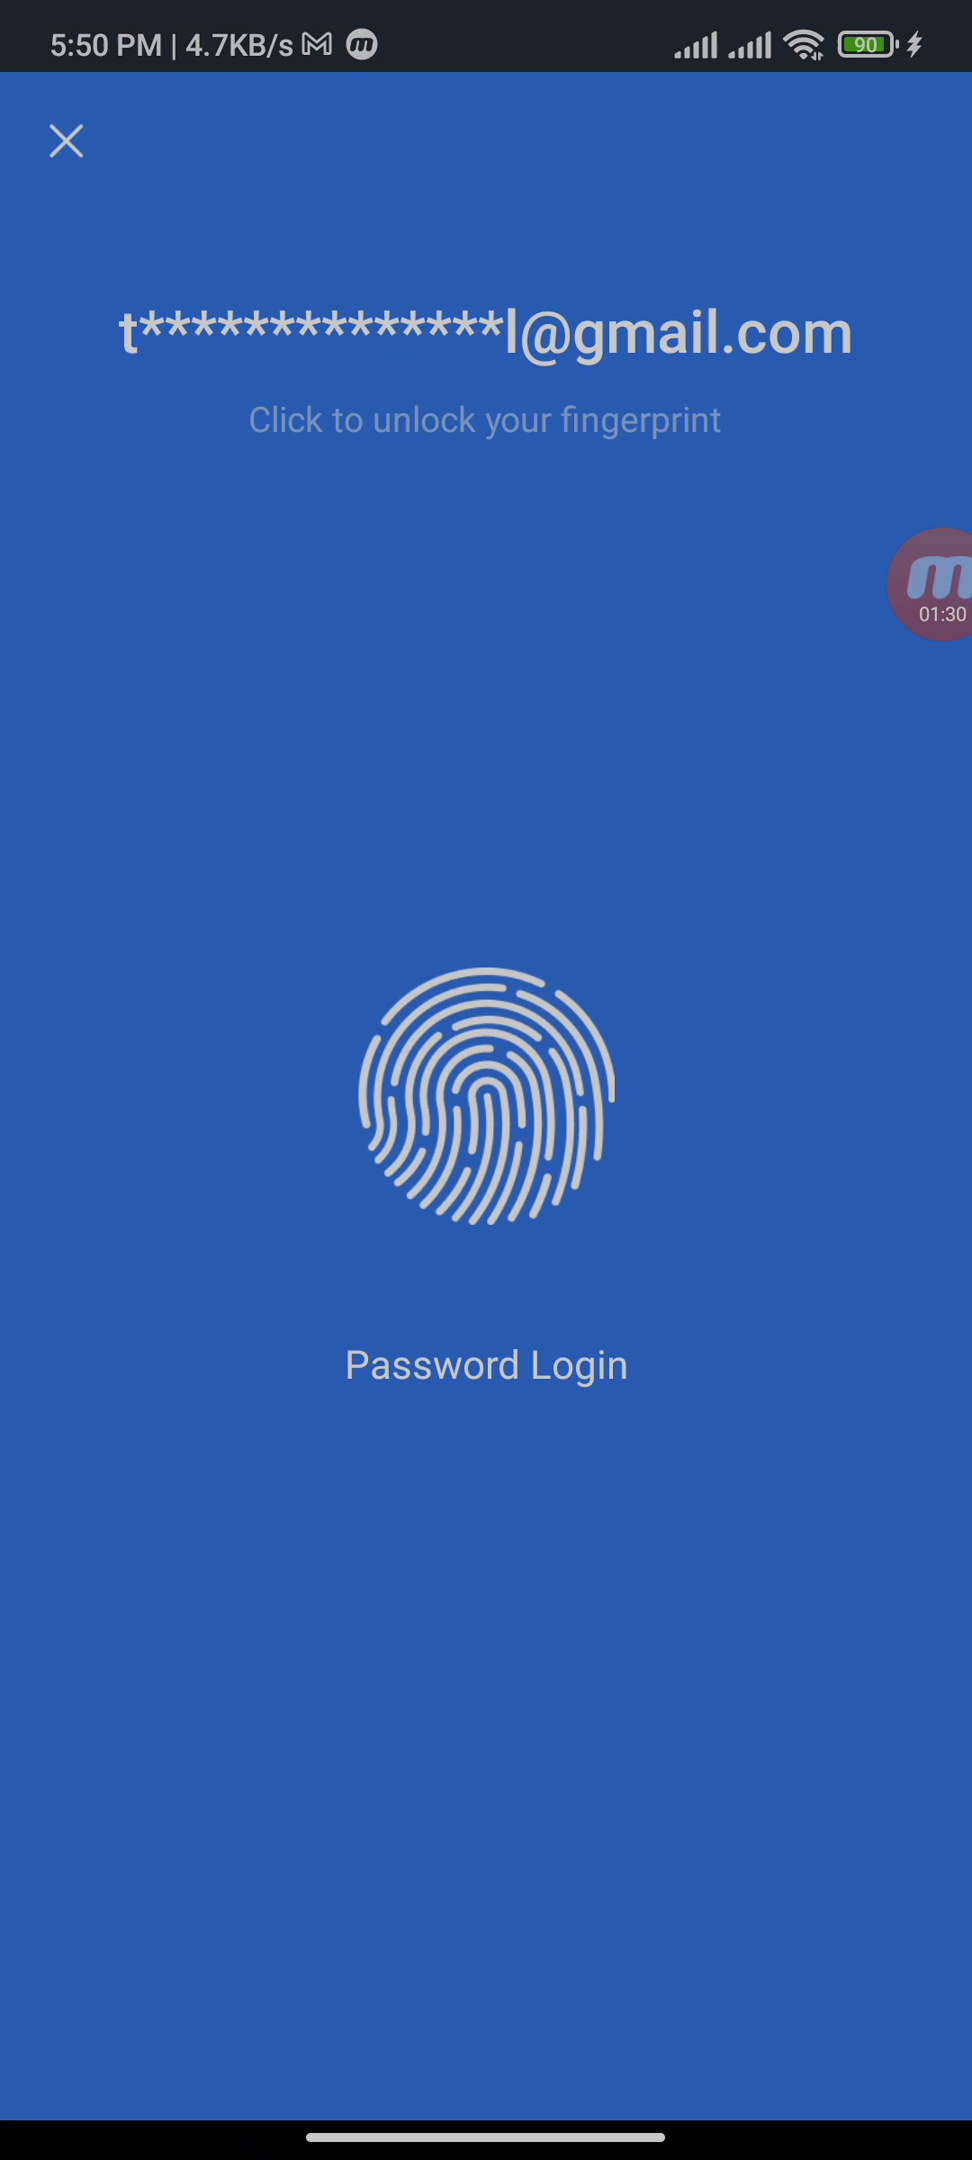 5:50 PM | 4.7KB/s
90
t**************l@gmail.com
Click to unlock your fingerprint
01:30
Password Login